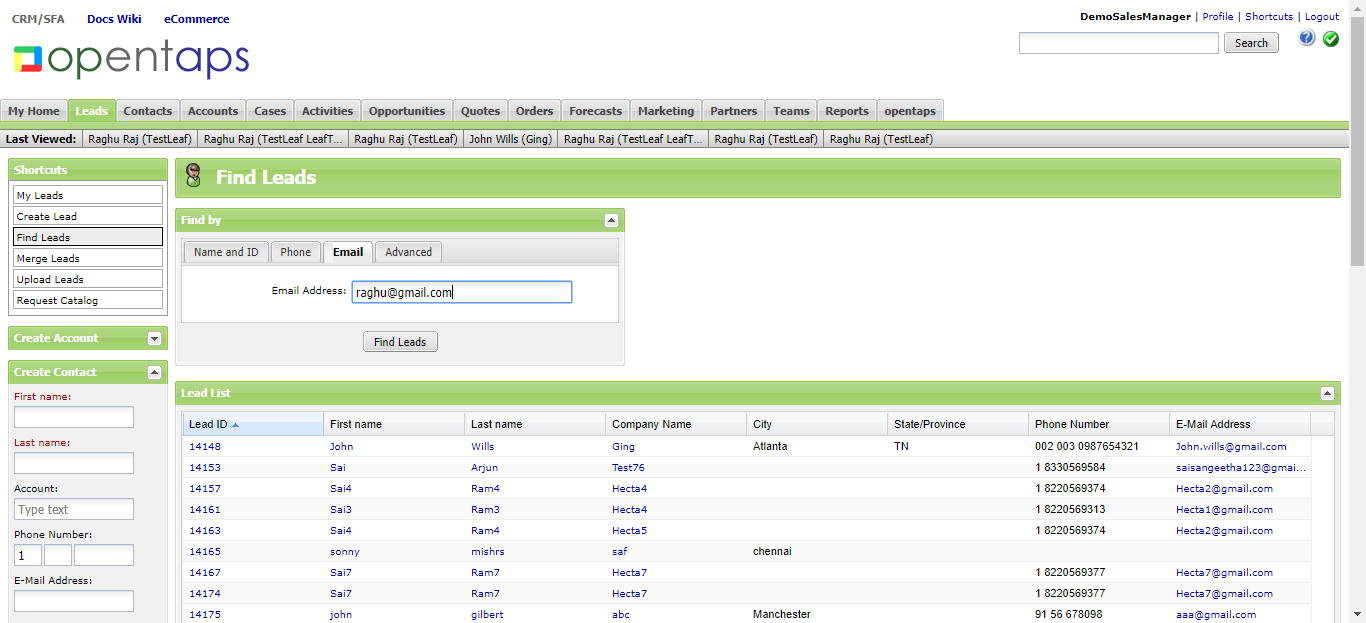 CRM/SFA Docs Wiki eCommerce
DemoSalesManager | Profile | Shortcuts | Logout
opentaps
Search
My Home Leads Contacts Accounts Cases Activities Opportunities Quotes Orders Forecasts Marketing Partners Teams Reports opentaps
Last Viewed: Raghu Raj (TestLeaf) Raghu Raj (TestLeaf LeafT... Raghu Raj (TestLeaf) John Wills (Ging) Raghu Raj (TestLeaf LeafT... Raghu Raj (TestLeaf) Raghu Raj (TestLeaf)
Shortcuts
My Leads
Create Lead
Find Leads
Merge Leads
Upload Leads
Request Catalog
Create Account
Create Contact
First name:
Last name:
Account:
Type text
Phone Number:
1
E-Mail Address:
Find Leads
Find by
Name and ID Phone Email Advanced
Email Address: raghu@gmail.com
Find Leads
Lead List
Lead ID First name Last name Company Name City State/Province Phone Number E-Mail Address
14148 John Wills Ging Atlanta TN 002 003 0987654321 John.wills@gmail.com
14153 Sai Arjun Test76 1 8330569584 saisangeetha123@gmai...
14157 Sai4 Ram4 Hecta4 1 8220569374 Hecta2@gmail.com
14161 Sai3 Ram3 Hecta4 1 8220569313 Hecta1@gmail.com
14163 Sai4 Ram4 Hecta5 1 8220569374 Hecta2@gmail.com
14165 sonny mishrs saf chennai
14167 Sai7 Ram7 Hecta7 1 8220569377 Hecta7@gmail.com
14174 Sai7 Ram7 Hecta7 1 8220569377 Hecta7@gmail.com
14175 john gilbert abc Manchester 91 56 678098 aaa@gmail.com